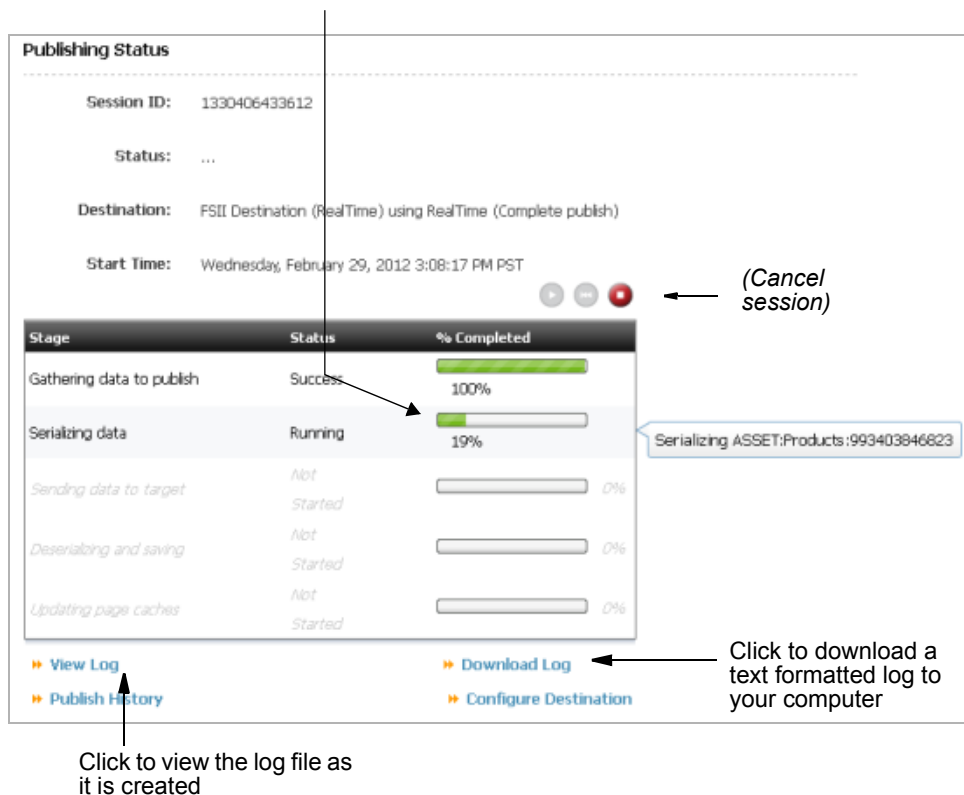 Publishing Status
Session ID: 1330406433612
Status: ...
Destination: FSII Destination (RealTime) using RealTime (Complete publish)
Start Time: Wednesday, February 29, 2012 3:08:17 PM PST
(Cancel
session)
Stage Status % Completed
Gathering data to publish Success 100%
Serializing data Running 19%
Serializing ASSET:Products:993403846823
Sending data to target Not Started 0%
Deserializing and saving Not Started 0%
Updating page caches Not Started 0%
View Log Download Log
Publish History Configure Destination
Click to download a
text formatted log to
your computer
Click to view the log file as
it is created